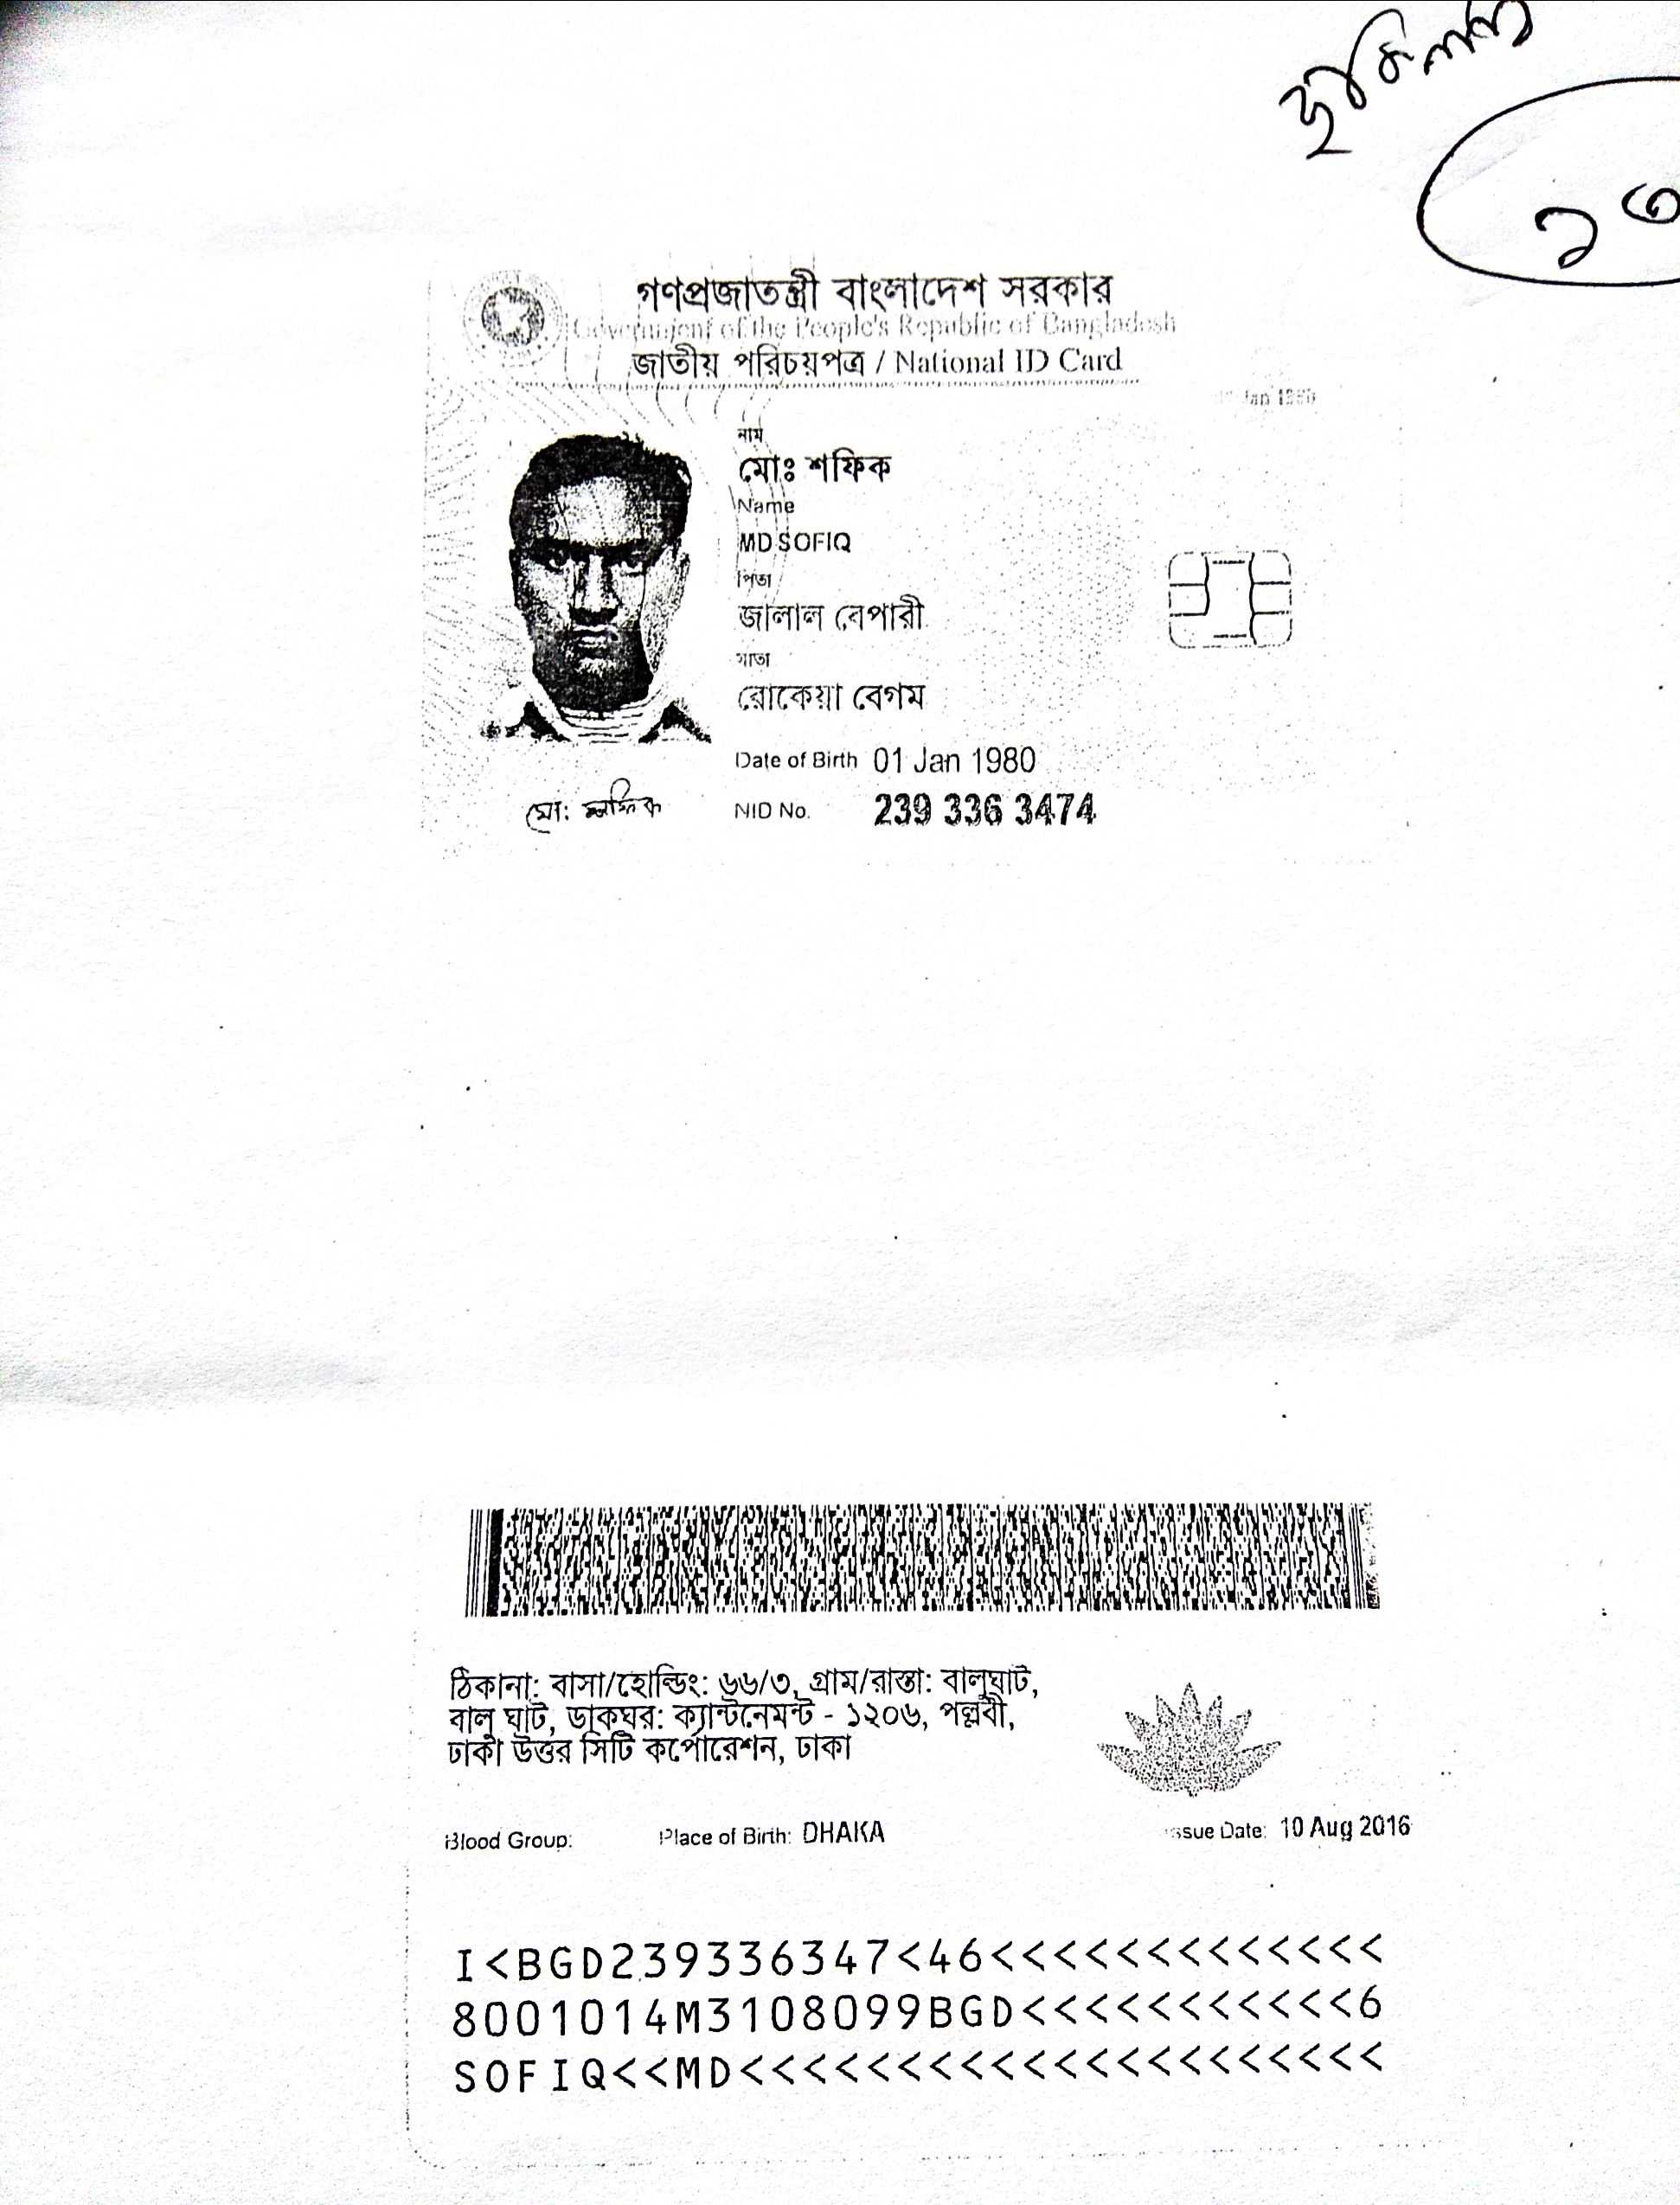 ১৩
গণপ্রজাতন্ত্রী বাংলাদেশ সরকার
Government of the People's Republic of Bangladesh
জাতীয় পরিচয়পত্র / National ID Card
Jan 1980
নাম
মোঃ শফিক
Name
MD SOFIQ
পিতা
জালাল বেপারী
মাতা
রোকেয়া বেগম
Date of Birth 01 Jan 1980
মো: শফিক
NID No. 239 336 3474
ঠিকানা: বাসা/হোল্ডিং: ৬৬/৩, গ্রাম/রাস্তা: বালুঘাট,
বালু ঘাট, ডাকঘর: ক্যান্টনমেন্ট - ১২০৬, পল্লবী,
ঢাকা উত্তর সিটি কর্পোরেশন, ঢাকা
Blood Group: Place of Birth: DHAKA Issue Date: 10 Aug 2016
I<BGD239336347<46<<<<<<<<<<<<<
8001014M3108099BGD<<<<<<<<<<<6
SOFIQ<<MD<<<<<<<<<<<<<<<<<<<<<